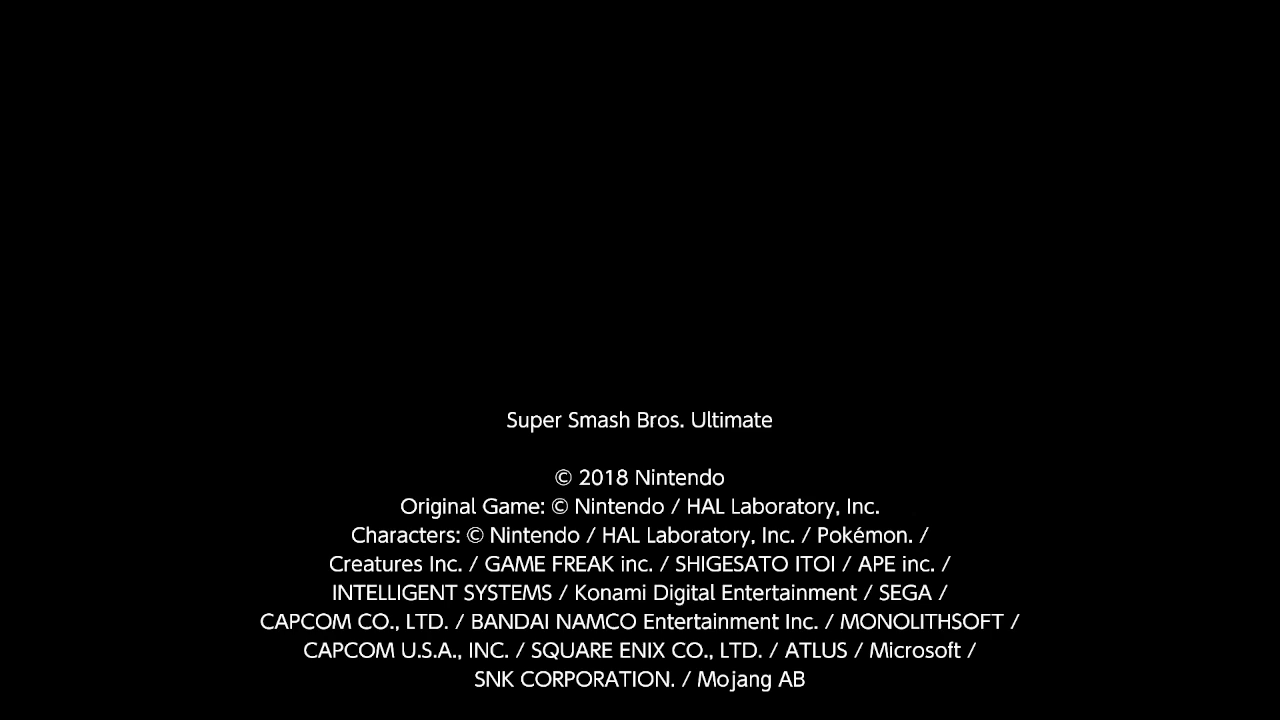 Super Smash Bros. Ultimate
© 2018 Nintendo
Original Game: © Nintendo / HAL Laboratory, Inc.
Characters: © Nintendo / HAL Laboratory, Inc. / Pokémon. /
Creatures Inc. / GAME FREAK inc. / SHIGESATO ITOI / APE inc. /
INTELLIGENT SYSTEMS / Konami Digital Entertainment / SEGA /
CAPCOM CO., LTD. / BANDAI NAMCO Entertainment Inc. / MONOLITHSOFT /
CAPCOM U.S.A., INC. / SQUARE ENIX CO., LTD. / ATLUS / Microsoft /
SNK CORPORATION. / Mojang AB